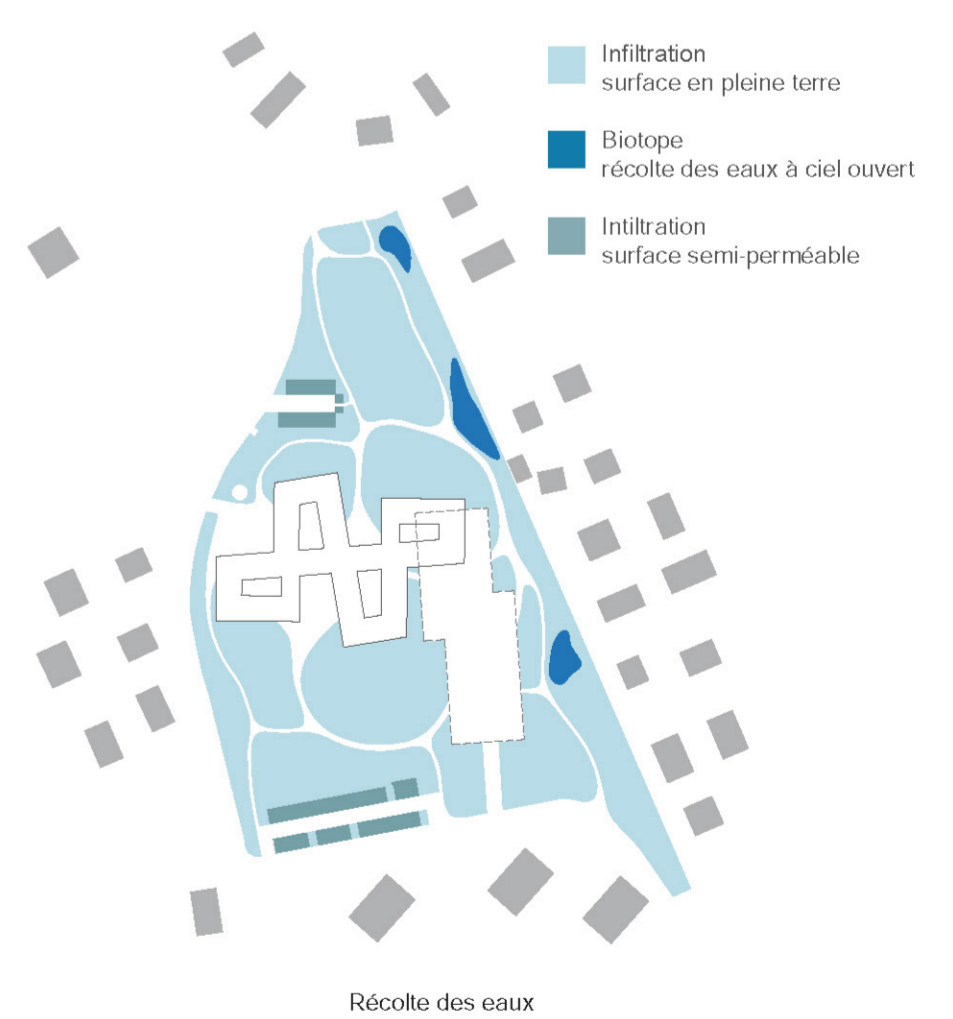 Infiltration
surface en pleine terre
Biotope
récolte des eaux à ciel ouvert
Intiltration
surface semi-perméable
Récolte des eaux